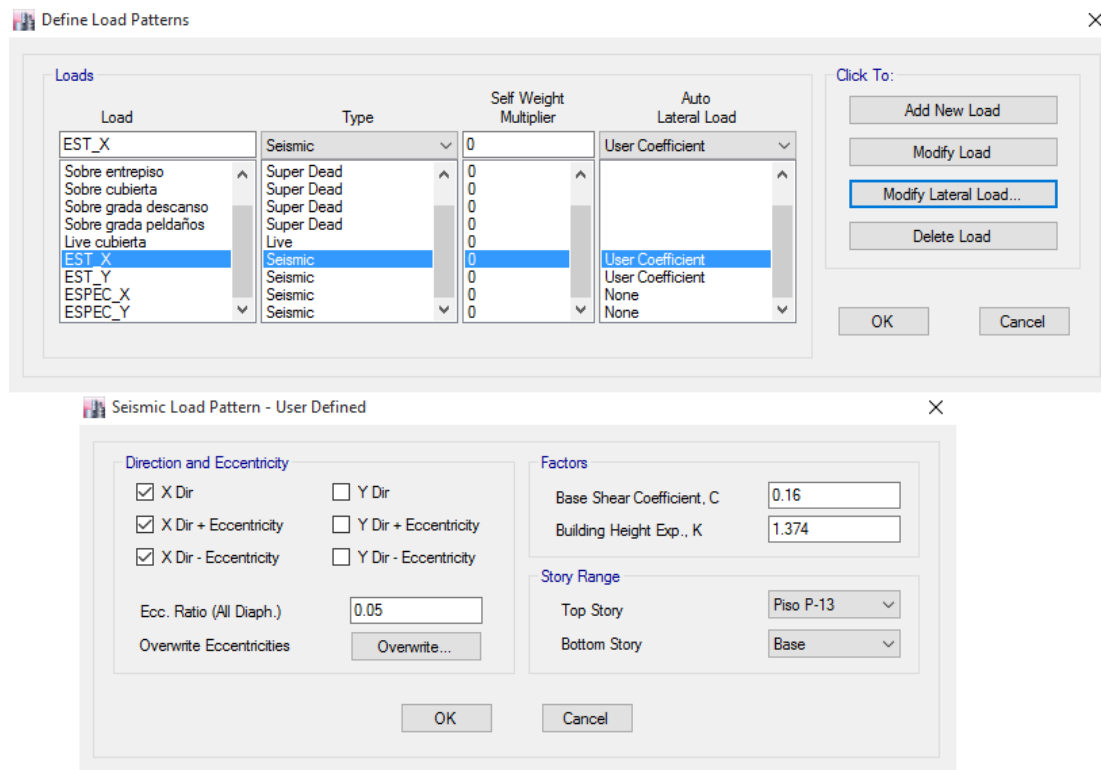 Define Load Patterns
Loads
Click To:
Load
Type
Self Weight
Multiplier
Auto
Lateral Load
EST_X Seismic 0 User Coefficient
Sobre entrepiso Super Dead 0
Sobre cubierta Super Dead 0
Sobre grada descanso Super Dead 0
Sobre grada peldaños Super Dead 0
Live cubierta Live 0
EST_X Seismic 0 User Coefficient
EST_Y Seismic 0 User Coefficient
ESPEC_X Seismic 0 None
ESPEC_Y Seismic 0 None
Add New Load
Modify Load
Modify Lateral Load...
Delete Load
OK Cancel
Seismic Load Pattern - User Defined
Direction and Eccentricity
X Dir Y Dir
X Dir + Eccentricity Y Dir + Eccentricity
X Dir - Eccentricity Y Dir - Eccentricity
Ecc. Ratio (All Diaph.) 0.05
Overwrite Eccentricities Overwrite...
Factors
Base Shear Coefficient, C 0.16
Building Height Exp., K 1.374
Story Range
Top Story Piso P-13
Bottom Story Base
OK Cancel